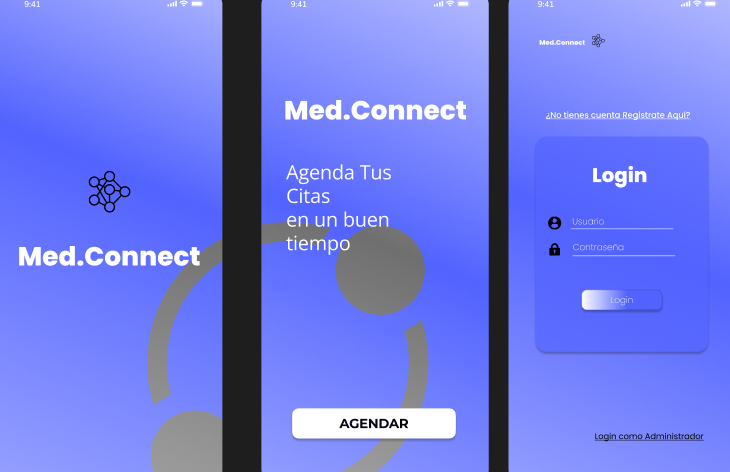 9:41
Med.Connect
9:41
Med.Connect
Agenda Tus
Citas
en un buen
tiempo
AGENDAR
9:41
Med.Connect
¿No tienes cuenta Registrate Aquí?
Login
Usuario
Contraseña
Login
Login como Administrador